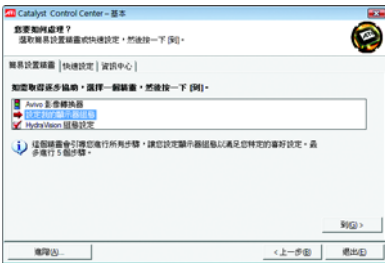 ATI Catalyst Control Center - 基本
您要如何處理？
選取簡易設置精靈或快速設定，然後按一下 [到]。
簡易設置精靈
快速設定
資訊中心
如要取得逐步協助，選擇一個精靈，然後按一下 [到]。
Avivo 影像轉換器
設定我的顯示器組態
HydraVision 組態設定
這個精靈會引導您進行所有步驟，讓您設定顯示器組態以滿足您特定的喜好設定。最
多進行 5 個步驟。
到(G) >
進階(A)...
<上一步(B)
退出(E)